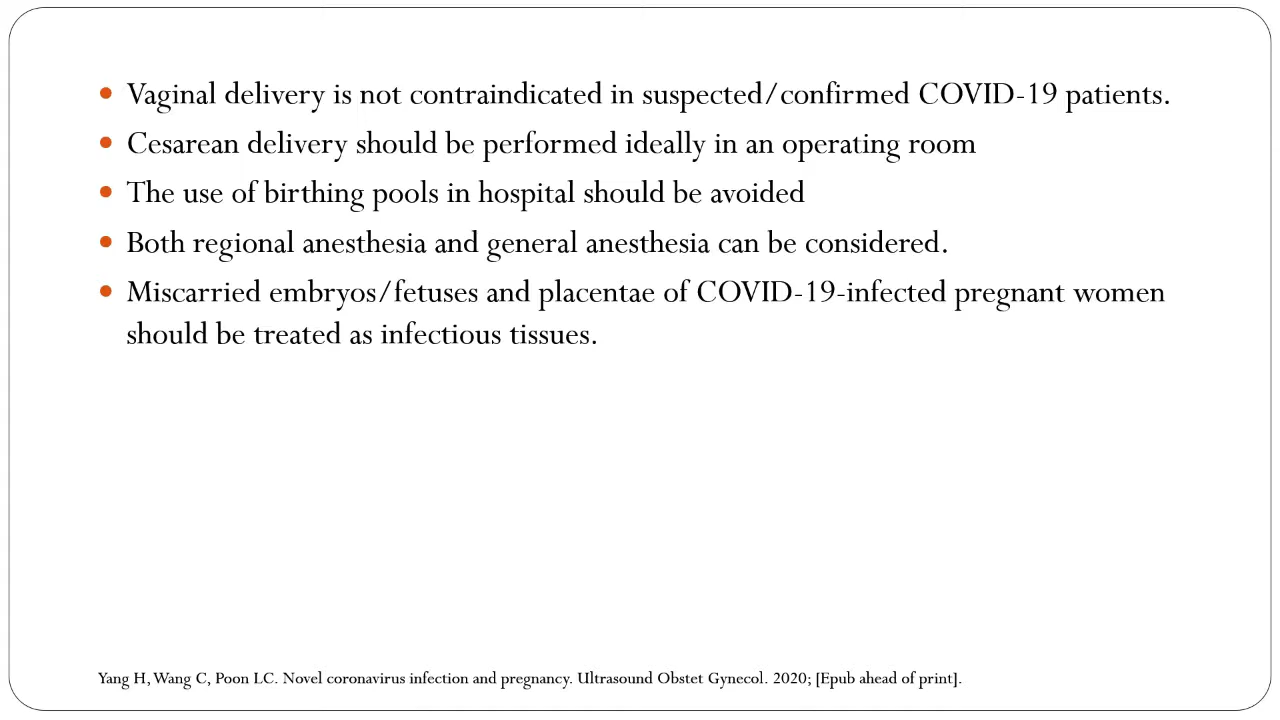 • Vaginal delivery is not contraindicated in suspected/confirmed COVID-19 patients.
• Cesarean delivery should be performed ideally in an operating room
• The use of birthing pools in hospital should be avoided
• Both regional anesthesia and general anesthesia can be considered.
• Miscarried embryos/fetuses and placentae of COVID-19-infected pregnant women
should be treated as infectious tissues.
Yang H, Wang C, Poon LC. Novel coronavirus infection and pregnancy. Ultrasound Obstet Gynecol. 2020; [Epub ahead of print].